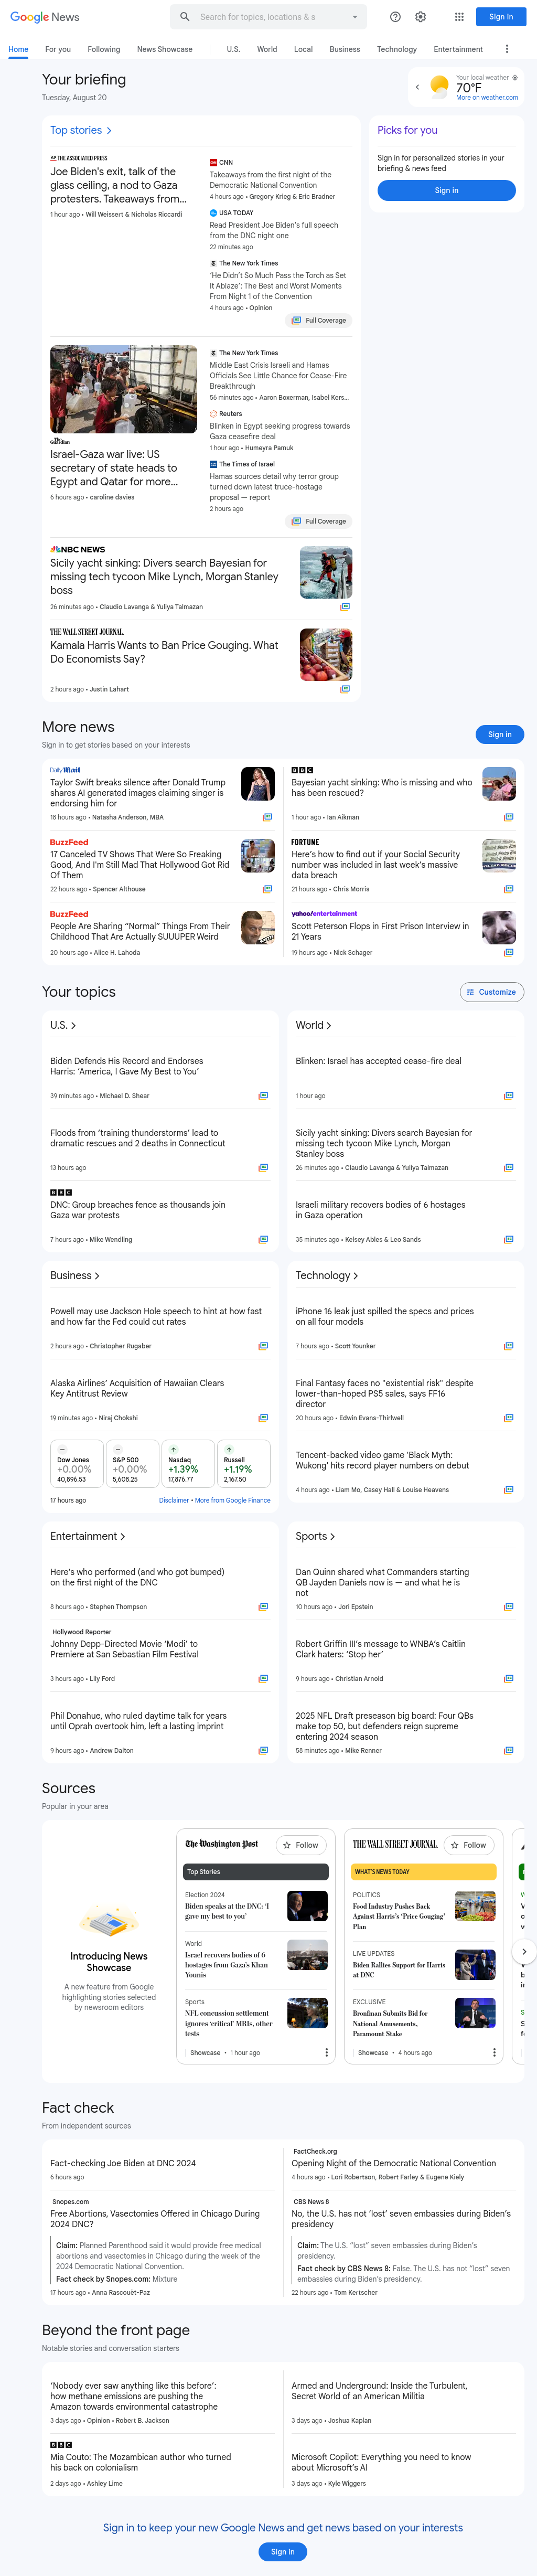 Google News
Search for topics, locations & s
Sign in
Home
For you
Following
News Showcase
U.S.
World
Local
Business
Technology
Entertainment
Your briefing
Tuesday, August 20
Your local weather
70°F
More on weather.com
Top stories
AP THE ASSOCIATED PRESS
Joe Biden's exit, talk of the
glass ceiling, a nod to Gaza
protesters. Takeaways from...
1 hour ago • Will Weissert & Nicholas Riccardi
CNN
Takeaways from the first night of the
Democratic National Convention
4 hours ago • Gregory Krieg & Eric Bradner
USA TODAY
Read President Joe Biden's full speech
from the DNC night one
22 minutes ago
The New York Times
'He Didn't So Much Pass the Torch as Set
It Ablaze': The Best and Worst Moments
From Night 1 of the Convention
4 hours ago • Opinion
Full Coverage
Picks for you
Sign in for personalized stories in your
briefing & news feed
Sign in
The Guardian
Israel-Gaza war live: US
secretary of state heads to
Egypt and Qatar for more...
6 hours ago • caroline davies
The New York Times
Middle East Crisis Israeli and Hamas
Officials See Little Chance for Cease-Fire
Breakthrough
56 minutes ago • Aaron Boxerman, Isabel Kers...
Reuters
Blinken in Egypt seeking progress towards
Gaza ceasefire deal
1 hour ago • Humeyra Pamuk
The Times of Israel
Hamas sources detail why terror group
turned down latest truce-hostage
proposal — report
2 hours ago
Full Coverage
NBC NEWS
Sicily yacht sinking: Divers search Bayesian for
missing tech tycoon Mike Lynch, Morgan Stanley
boss
26 minutes ago • Claudio Lavanga & Yuliya Talmazan
THE WALL STREET JOURNAL
Kamala Harris Wants to Ban Price Gouging. What
Do Economists Say?
2 hours ago • Justin Lahart
More news
Sign in to get stories based on your interests
Sign in
Daily Mail
Taylor Swift breaks silence after Donald Trump
shares AI generated images claiming singer is
endorsing him for
18 hours ago • Natasha Anderson, MBA
BBC
Bayesian yacht sinking: Who is missing and who
has been rescued?
1 hour ago • Ian Aikman
BuzzFeed
17 Canceled TV Shows That Were So Freaking
Good, And I'm Still Mad That Hollywood Got Rid
Of Them
22 hours ago • Spencer Althouse
FORTUNE
Here's how to find out if your Social Security
number was included in last week's massive
data breach
21 hours ago • Chris Morris
BuzzFeed
People Are Sharing "Normal" Things From Their
Childhood That Are Actually SUUUPER Weird
20 hours ago • Alice H. Lahoda
yahoo!entertainment
Scott Peterson Flops in First Prison Interview in
21 Years
19 hours ago • Nick Schager
Your topics
Customize
U.S.
Biden Defends His Record and Endorses
Harris: 'America, I Gave My Best to You'
39 minutes ago • Michael D. Shear
Floods from 'training thunderstorms' lead to
dramatic rescues and 2 deaths in Connecticut
13 hours ago
BBC
DNC: Group breaches fence as thousands join
Gaza war protests
7 hours ago • Mike Wendling
World
Blinken: Israel has accepted cease-fire deal
1 hour ago
Sicily yacht sinking: Divers search Bayesian for
missing tech tycoon Mike Lynch, Morgan
Stanley boss
26 minutes ago • Claudio Lavanga & Yuliya Talmazan
Israeli military recovers bodies of 6 hostages
in Gaza operation
35 minutes ago • Kelsey Ables & Leo Sands
Business
Powell may use Jackson Hole speech to hint at how fast
and how far the Fed could cut rates
2 hours ago • Christopher Rugaber
Alaska Airlines' Acquisition of Hawaiian Clears
Key Antitrust Review
19 minutes ago • Niraj Chokshi
Dow Jones
+0.00%
40,896.53
S&P 500
+0.00%
5,608.25
Nasdaq
+1.39%
17,876.77
Russell
+1.19%
2,167.50
17 hours ago
Disclaimer • More from Google Finance
Technology
iPhone 16 leak just spilled the specs and prices
on all four models
7 hours ago • Scott Younker
Final Fantasy faces no "existential risk" despite
lower-than-hoped PS5 sales, says FF16
director
20 hours ago • Edwin Evans-Thirlwell
Tencent-backed video game 'Black Myth:
Wukong' hits record player numbers on debut
4 hours ago • Liam Mo, Casey Hall & Louise Heavens
Entertainment
Here's who performed (and who got bumped)
on the first night of the DNC
8 hours ago • Stephen Thompson
Hollywood Reporter
Johnny Depp-Directed Movie 'Modi' to
Premiere at San Sebastian Film Festival
3 hours ago • Lily Ford
Phil Donahue, who ruled daytime talk for years
until Oprah overtook him, left a lasting imprint
9 hours ago • Andrew Dalton
Sports
Dan Quinn shared what Commanders starting
QB Jayden Daniels now is — and what he is
not
10 hours ago • Jori Epstein
Robert Griffin III's message to WNBA's Caitlin
Clark haters: 'Stop her'
9 hours ago • Christian Arnold
2025 NFL Draft preseason big board: Four QBs
make top 50, but defenders reign supreme
entering 2024 season
58 minutes ago • Mike Renner
Sources
Popular in your area
Introducing News
Showcase
A new feature from Google
highlighting stories selected
by newsroom editors
The Washington Post
Follow
Top Stories
Election 2024
Biden speaks at the DNC: 'I
gave my best to you'
World
Israel recovers bodies of 6
hostages from Gaza's Khan
Younis
Sports
NFL concussion settlement
ignores 'critical' MRIs, other
tests
Showcase • 1 hour ago
THE WALL STREET JOURNAL.
Follow
WHAT'S NEWS TODAY
POLITICS
Food Industry Pushes Back
Against Harris's 'Price Gouging'
Plan
LIVE UPDATES
Biden Rallies Support for Harris
at DNC
EXCLUSIVE
Bronfman Submits Bid for
National Amusements,
Paramount Stake
Showcase • 4 hours ago
Fact check
From independent sources
Fact-checking Joe Biden at DNC 2024
6 hours ago
FactCheck.org
Opening Night of the Democratic National Convention
4 hours ago • Lori Robertson, Robert Farley & Eugene Kiely
Snopes.com
Free Abortions, Vasectomies Offered in Chicago During
2024 DNC?
Claim: Planned Parenthood said it would provide free medical
abortions and vasectomies in Chicago during the week of the
2024 Democratic National Convention.
Fact check by Snopes.com: Mixture
17 hours ago • Anna Rascouët-Paz
CBS News 8
No, the U.S. has not 'lost' seven embassies during Biden's
presidency
Claim: The U.S. "lost" seven embassies during Biden's
presidency.
Fact check by CBS News 8: False. The U.S. has not "lost" seven
embassies during Biden's presidency.
22 hours ago • Tom Kertscher
Beyond the front page
Notable stories and conversation starters
'Nobody ever saw anything like this before':
how methane emissions are pushing the
Amazon towards environmental catastrophe
3 days ago • Opinion • Robert B. Jackson
Armed and Underground: Inside the Turbulent,
Secret World of an American Militia
3 days ago • Joshua Kaplan
BBC
Mia Couto: The Mozambican author who turned
his back on colonialism
2 days ago • Ashley Lime
Microsoft Copilot: Everything you need to know
about Microsoft's AI
3 days ago • Kyle Wiggers
Sign in to keep your new Google News and get news based on your interests
Sign in